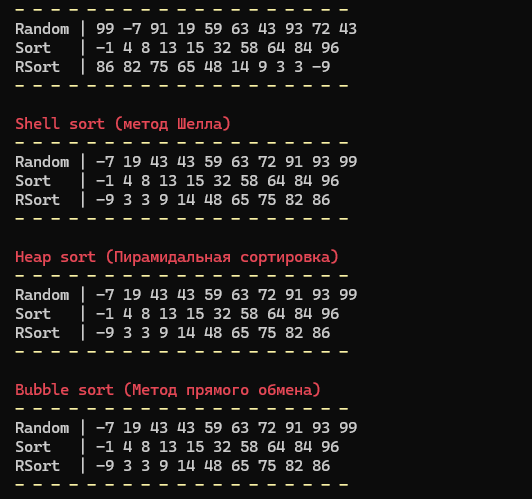 - - - - - - - - - - - - - - - - - - -
Random | 99 -7 91 19 59 63 43 93 72 43
Sort   | -1 4 8 13 15 32 58 64 84 96
RSort  | 86 82 75 65 48 14 9 3 3 -9
- - - - - - - - - - - - - - - - - - -
Shell sort (метод Шелла)
- - - - - - - - - - - - - - - - - - -
Random | -7 19 43 43 59 63 72 91 93 99
Sort   | -1 4 8 13 15 32 58 64 84 96
RSort  | -9 3 3 9 14 48 65 75 82 86
- - - - - - - - - - - - - - - - - - -
Heap sort (Пирамидальная сортировка)
- - - - - - - - - - - - - - - - - - -
Random | -7 19 43 43 59 63 72 91 93 99
Sort   | -1 4 8 13 15 32 58 64 84 96
RSort  | -9 3 3 9 14 48 65 75 82 86
- - - - - - - - - - - - - - - - - - -
Bubble sort (Метод прямого обмена)
- - - - - - - - - - - - - - - - - - -
Random | -7 19 43 43 59 63 72 91 93 99
Sort   | -1 4 8 13 15 32 58 64 84 96
RSort  | -9 3 3 9 14 48 65 75 82 86
- - - - - - - - - - - - - - - - - - -